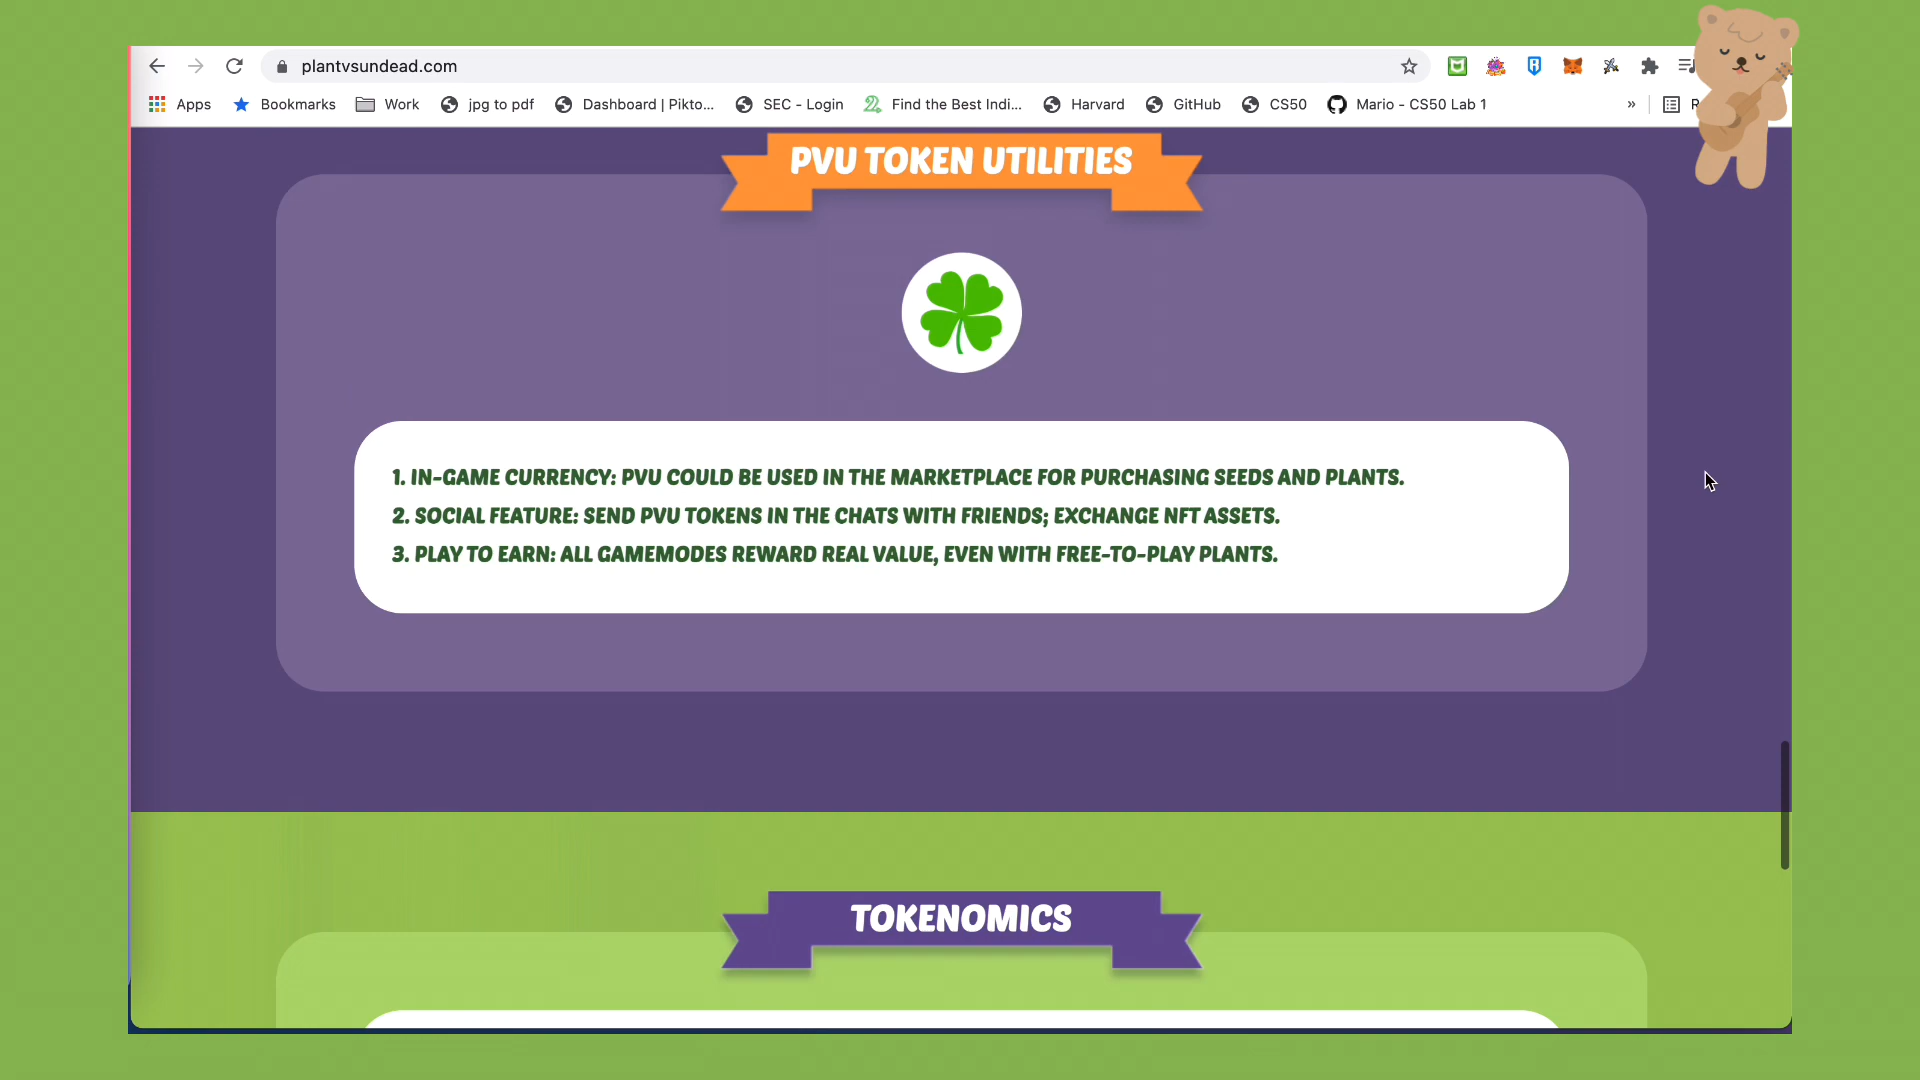 plantvsundead.com
Apps Bookmarks Work jpg to pdf Dashboard | Pikto... SEC - Login Find the Best Indi... Harvard GitHub CS50 Mario - CS50 Lab 1 »
PVU TOKEN UTILITIES
1. IN-GAME CURRENCY: PVU COULD BE USED IN THE MARKETPLACE FOR PURCHASING SEEDS AND PLANTS.
2. SOCIAL FEATURE: SEND PVU TOKENS IN THE CHATS WITH FRIENDS; EXCHANGE NFT ASSETS.
3. PLAY TO EARN: ALL GAMEMODES REWARD REAL VALUE, EVEN WITH FREE-TO-PLAY PLANTS.
TOKENOMICS